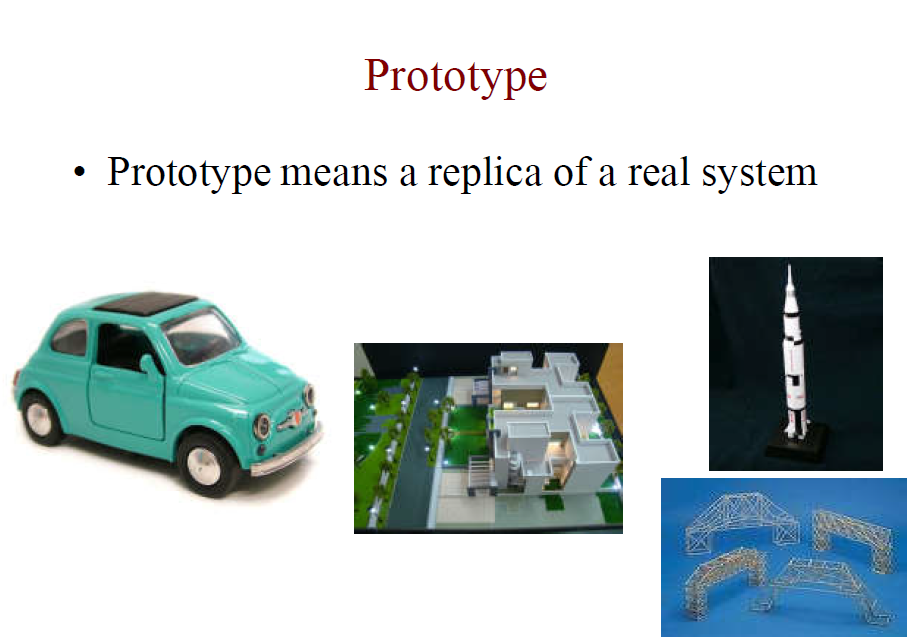 Prototype
• Prototype means a replica of a real system